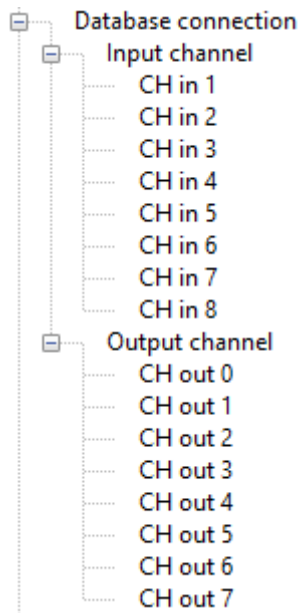 Database connection
Input channel
CH in 1
CH in 2
CH in 3
CH in 4
CH in 5
CH in 6
CH in 7
CH in 8
Output channel
CH out 0
CH out 1
CH out 2
CH out 3
CH out 4
CH out 5
CH out 6
CH out 7